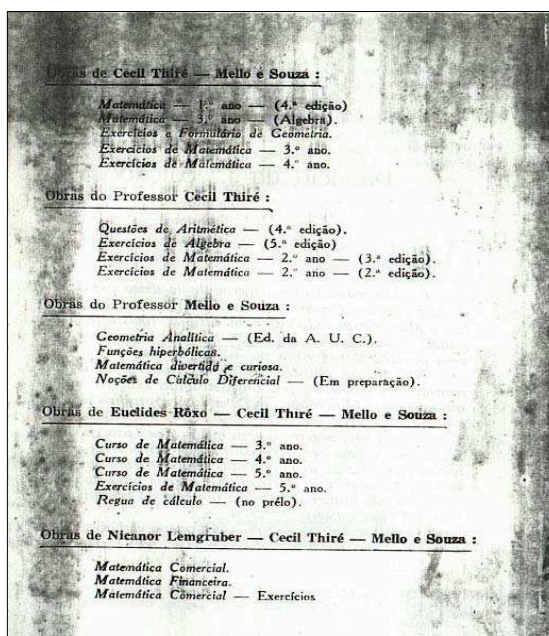 Obras de Cecil Thiré — Mello e Souza :
Matemática — 1.º ano — (4.ª edição)
Matemática — 3.º ano — (Algebra).
Exercícios e Formulário de Geometria.
Exercícios de Matemática — 3.º ano.
Exercícios de Matemática — 4.º ano.
Obras do Professor Cecil Thiré :
Questões de Aritmética — (4.ª edição).
Exercícios de Algebra — (5.ª edição)
Exercícios de Matemática — 2.º ano — (3.ª edição).
Exercícios de Matemática — 2.º ano — (2.ª edição).
Obras do Professor Mello e Souza :
Geometria Analítica — (Ed. da A. U. C.).
Funções hiperbólicas.
Matemática divertida e curiosa.
Noções de Cálculo Diferencial — (Em preparação).
Obras de Euclides Rôxo — Cecil Thiré — Mello e Souza :
Curso de Matemática — 3.º ano.
Curso de Matemática — 4.º ano.
Curso de Matemática — 5.º ano.
Exercícios de Matemática — 5.º ano.
Regua de cálculo — (no prélo).
Obras de Nicanor Lemgruber — Cecil Thiré — Mello e Souza :
Matemática Comercial.
Matemática Financeira.
Matemática Comercial — Exercícios